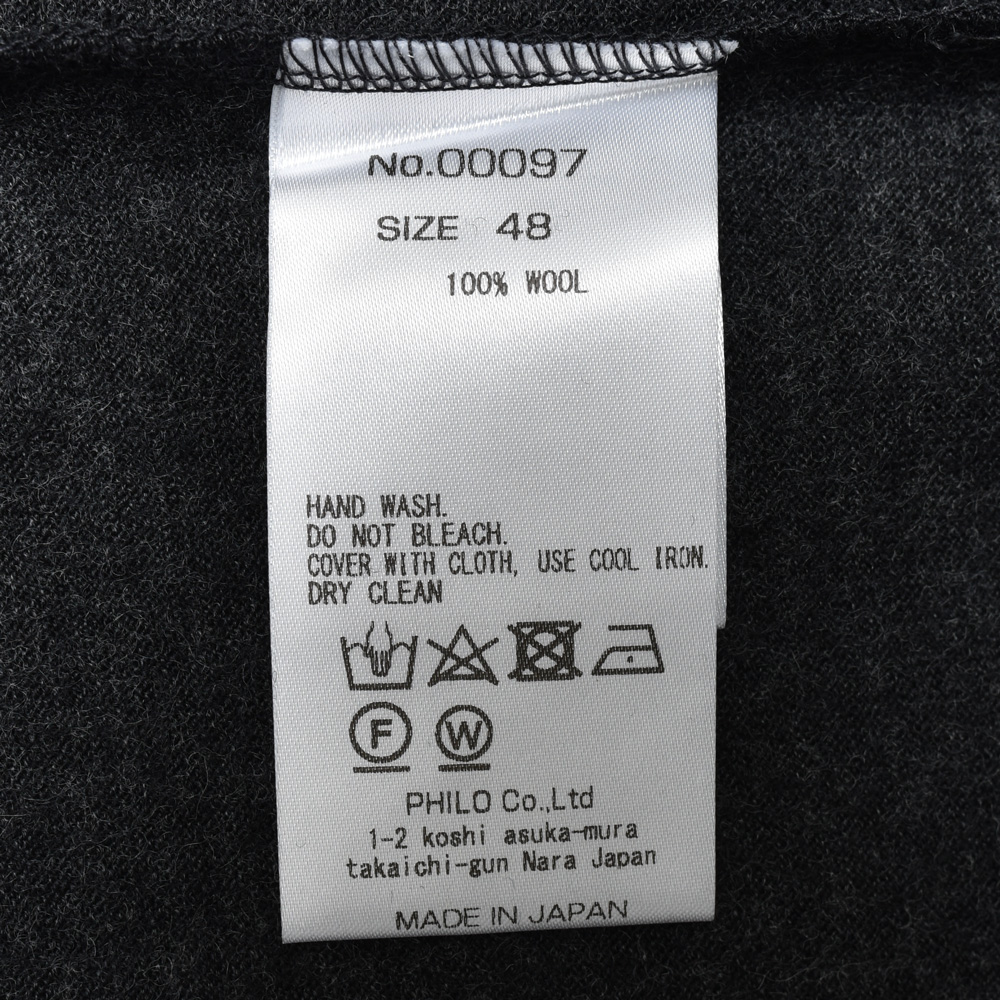 No.00097
SIZE 48
100% WOOL
HAND WASH.
DO NOT BLEACH.
COVER WITH CLOTH, USE COOL IRON.
DRY CLEAN
F W
PHILO Co.,Ltd
1-2 koshi asuka-mura
takaichi-gun Nara Japan
MADE IN JAPAN